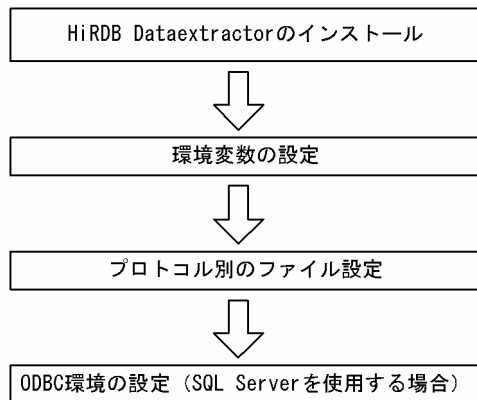 HiRDB Dataextractorのインストール
環境変数の設定
プロトコル別のファイル設定
ODBC環境の設定（SQL Serverを使用する場合）